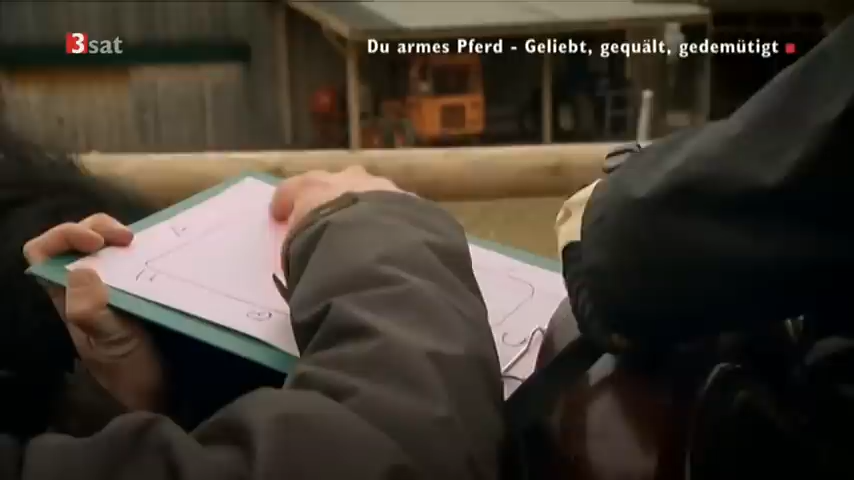 3sat
Du armes Pferd - Geliebt, gequält, gedemütigt